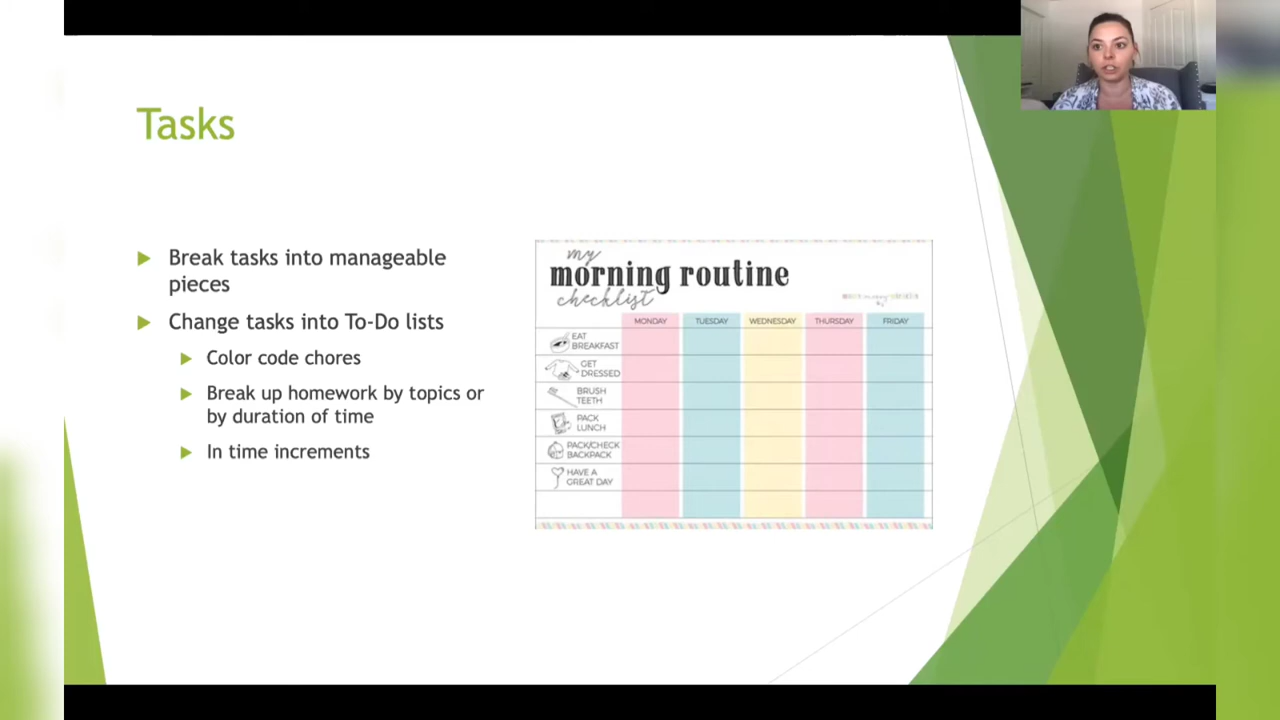 Tasks
Break tasks into manageable
pieces
Change tasks into To-Do lists
Color code chores
Break up homework by topics or
by duration of time
In time increments
my
morning routine
checklist
MONDAY TUESDAY WEDNESDAY THURSDAY FRIDAY
EAT
BREAKFAST
GET
DRESSED
BRUSH
TEETH
PACK
LUNCH
PACK/CHECK
BACKPACK
HAVE A
GREAT DAY